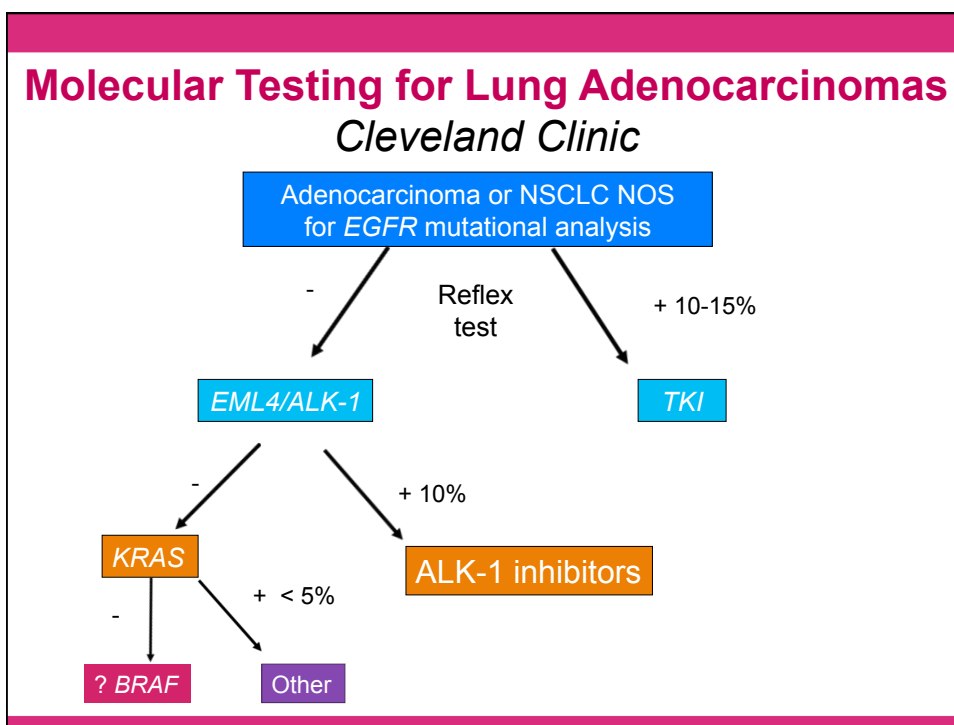 Molecular Testing for Lung Adenocarcinomas
Cleveland Clinic
Adenocarcinoma or NSCLC NOS
for EGFR mutational analysis
-
Reflex
test
+ 10-15%
EML4/ALK-1
TKI
-
+ 10%
KRAS
ALK-1 inhibitors
-
+ < 5%
? BRAF
Other